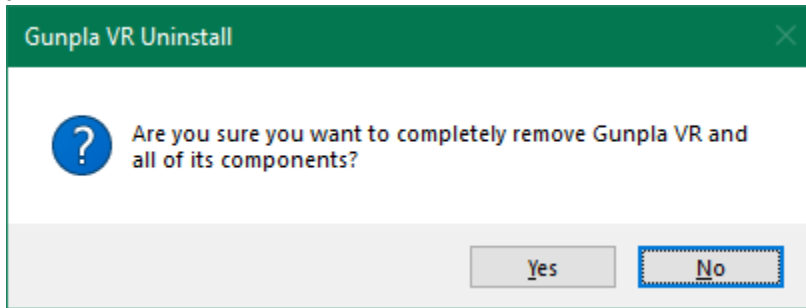 Gunpla VR Uninstall
Are you sure you want to completely remove Gunpla VR and
all of its components?
Yes
No